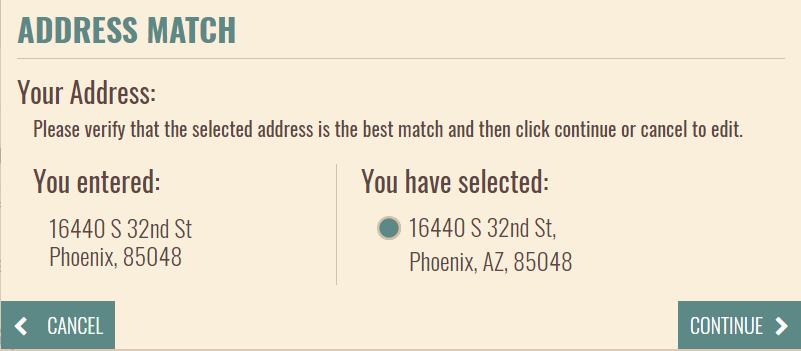 ADDRESS MATCH
Your Address:
Please verify that the selected address is the best match and then click continue or cancel to edit.
You entered:
16440 S 32nd St
Phoenix, 85048
You have selected:
16440 S 32nd St,
Phoenix, AZ, 85048
CANCEL
CONTINUE